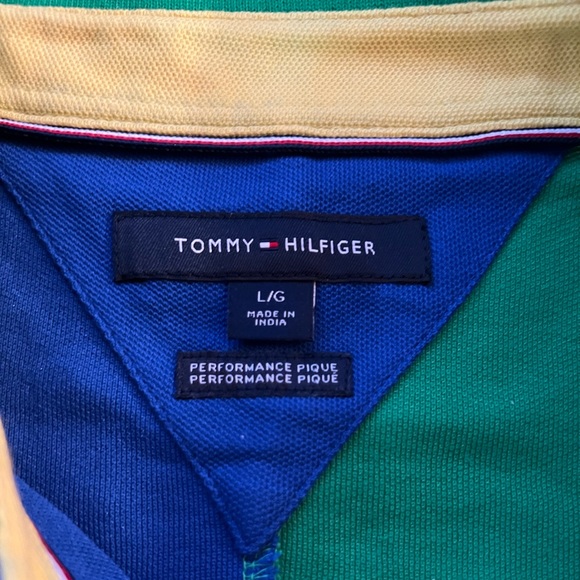 TOMMY HILFIGER
L/G
MADE IN
INDIA
PERFORMANCE PIQUE
PERFORMANCE PIQUÉ